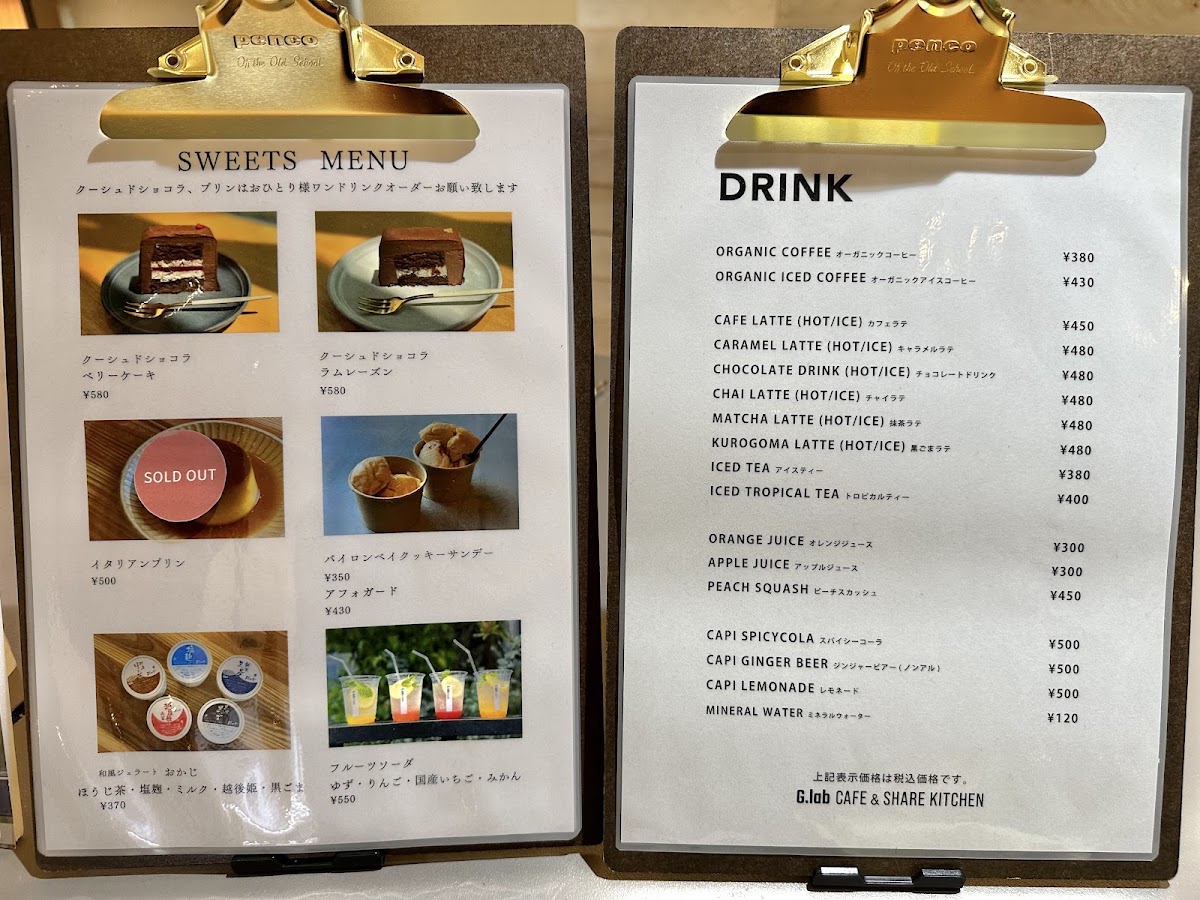 penco
On the Old School
SWEETS MENU
クーシュドショコラ、プリンはおひとり様ワンドリンクオーダーお願い致します
クーシュドショコラ
ベリーケーキ
¥580
クーシュドショコラ
ラムレーズン
¥580
SOLD OUT
イタリアンプリン
¥500
バイロンベイクッキーサンデー
¥350
アフォガード
¥430
和風ジェラート おかじ
ほうじ茶・塩麹・ミルク・越後姫・黒ごま
¥370
フルーツソーダ
ゆず・りんご・国産いちご・みかん
¥550
penco
On the Old School
DRINK
ORGANIC COFFEE オーガニックコーヒー ¥380
ORGANIC ICED COFFEE オーガニックアイスコーヒー ¥430
CAFE LATTE (HOT/ICE) カフェラテ ¥450
CARAMEL LATTE (HOT/ICE) キャラメルラテ ¥480
CHOCOLATE DRINK (HOT/ICE) チョコレートドリンク ¥480
CHAI LATTE (HOT/ICE) チャイラテ ¥480
MATCHA LATTE (HOT/ICE) 抹茶ラテ ¥480
KUROGOMA LATTE (HOT/ICE) 黒ごまラテ ¥480
ICED TEA アイスティー ¥380
ICED TROPICAL TEA トロピカルティー ¥400
ORANGE JUICE オレンジジュース ¥300
APPLE JUICE アップルジュース ¥300
PEACH SQUASH ピーチスカッシュ ¥450
CAPI SPICYCOLA スパイシーコーラ ¥500
CAPI GINGER BEER ジンジャービアー(ノンアル) ¥500
CAPI LEMONADE レモネード ¥500
MINERAL WATER ミネラルウォーター ¥120
上記表示価格は税込価格です。
G.lab CAFE & SHARE KITCHEN